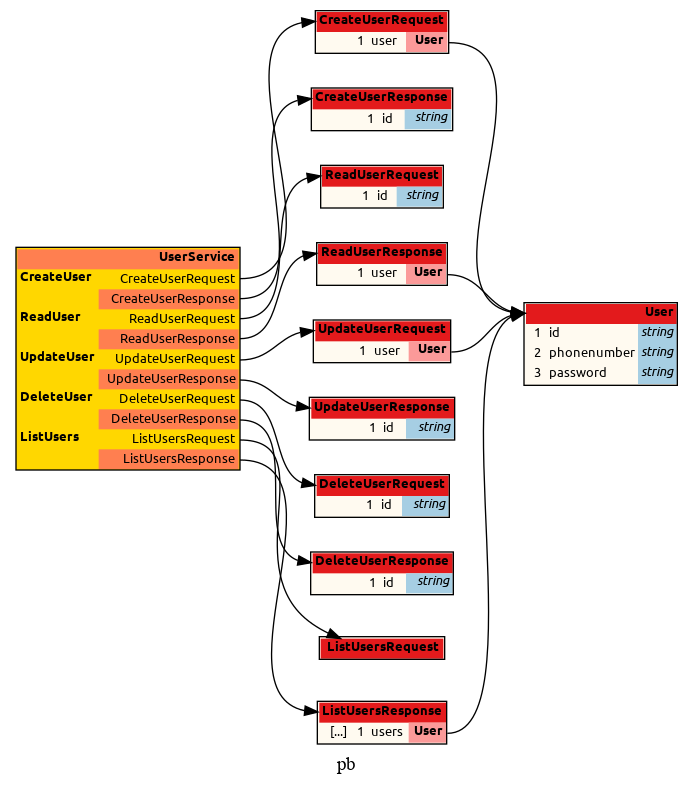 UserService
CreateUser CreateUserRequest
CreateUserResponse
ReadUser ReadUserRequest
ReadUserResponse
UpdateUser UpdateUserRequest
UpdateUserResponse
DeleteUser DeleteUserRequest
DeleteUserResponse
ListUsers ListUsersRequest
ListUsersResponse
CreateUserRequest
1 user User
CreateUserResponse
1 id string
ReadUserRequest
1 id string
ReadUserResponse
1 user User
UpdateUserRequest
1 user User
UpdateUserResponse
1 id string
DeleteUserRequest
1 id string
DeleteUserResponse
1 id string
ListUsersRequest
ListUsersResponse
[...] 1 users User
User
1 id string
2 phonenumber string
3 password string
pb